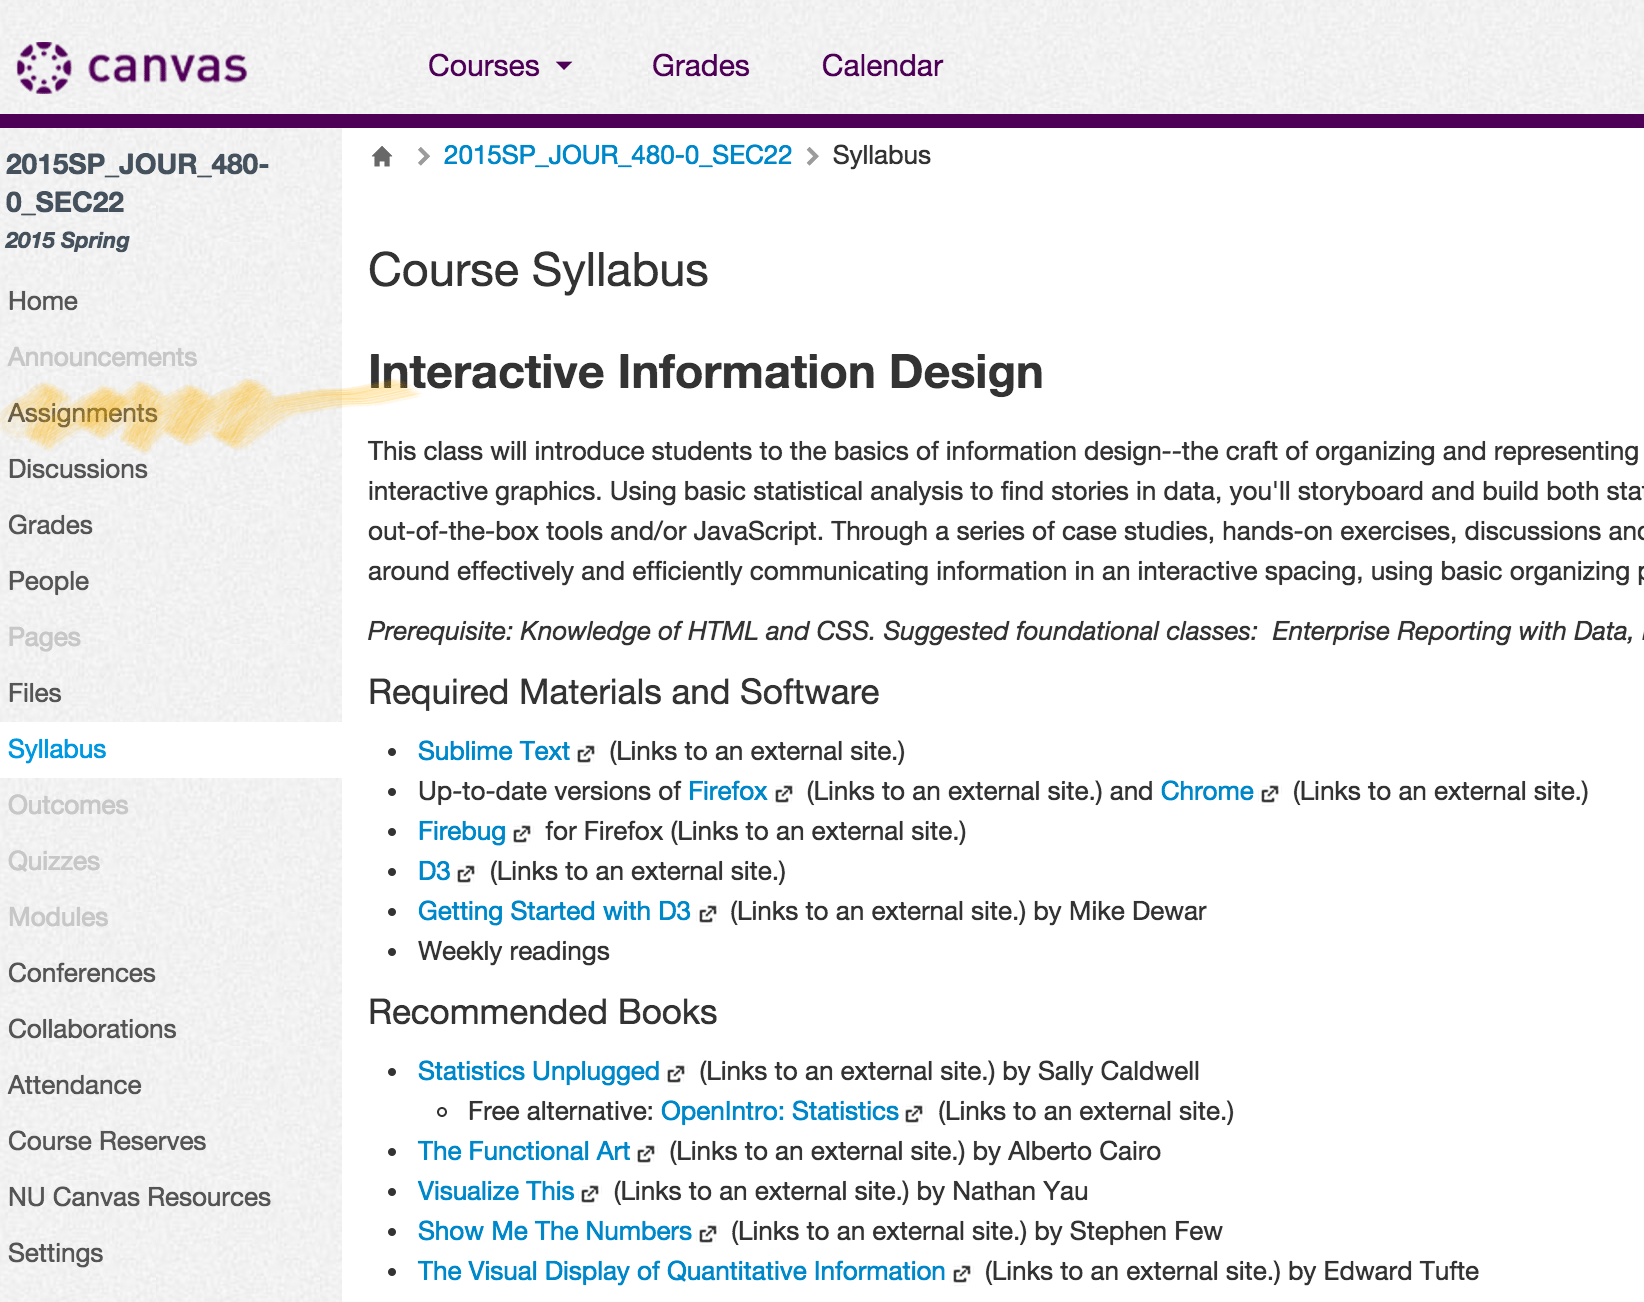 canvas
Courses
Grades
Calendar
2015SP_JOUR_480-
0_SEC22
2015 Spring
Home
Announcements
Assignments
Discussions
Grades
People
Pages
Files
Syllabus
Outcomes
Quizzes
Modules
Conferences
Collaborations
Attendance
Course Reserves
NU Canvas Resources
Settings
2015SP_JOUR_480-0_SEC22 > Syllabus
Course Syllabus
Interactive Information Design
This class will introduce students to the basics of information design--the craft of organizing and representing
interactive graphics. Using basic statistical analysis to find stories in data, you'll storyboard and build both
out-of-the-box tools and/or JavaScript. Through a series of case studies, hands-on exercises, discussions and
around effectively and efficiently communicating information in an interactive spacing, using basic organizing
Prerequisite: Knowledge of HTML and CSS. Suggested foundational classes:  Enterprise Reporting with Data,
Required Materials and Software
• Sublime Text (Links to an external site.)
• Up-to-date versions of Firefox (Links to an external site.) and Chrome (Links to an external site.)
• Firebug for Firefox (Links to an external site.)
• D3 (Links to an external site.)
• Getting Started with D3 (Links to an external site.) by Mike Dewar
• Weekly readings
Recommended Books
• Statistics Unplugged (Links to an external site.) by Sally Caldwell
Free alternative: OpenIntro: Statistics (Links to an external site.)
• The Functional Art (Links to an external site.) by Alberto Cairo
• Visualize This (Links to an external site.) by Nathan Yau
• Show Me The Numbers (Links to an external site.) by Stephen Few
• The Visual Display of Quantitative Information (Links to an external site.) by Edward Tufte